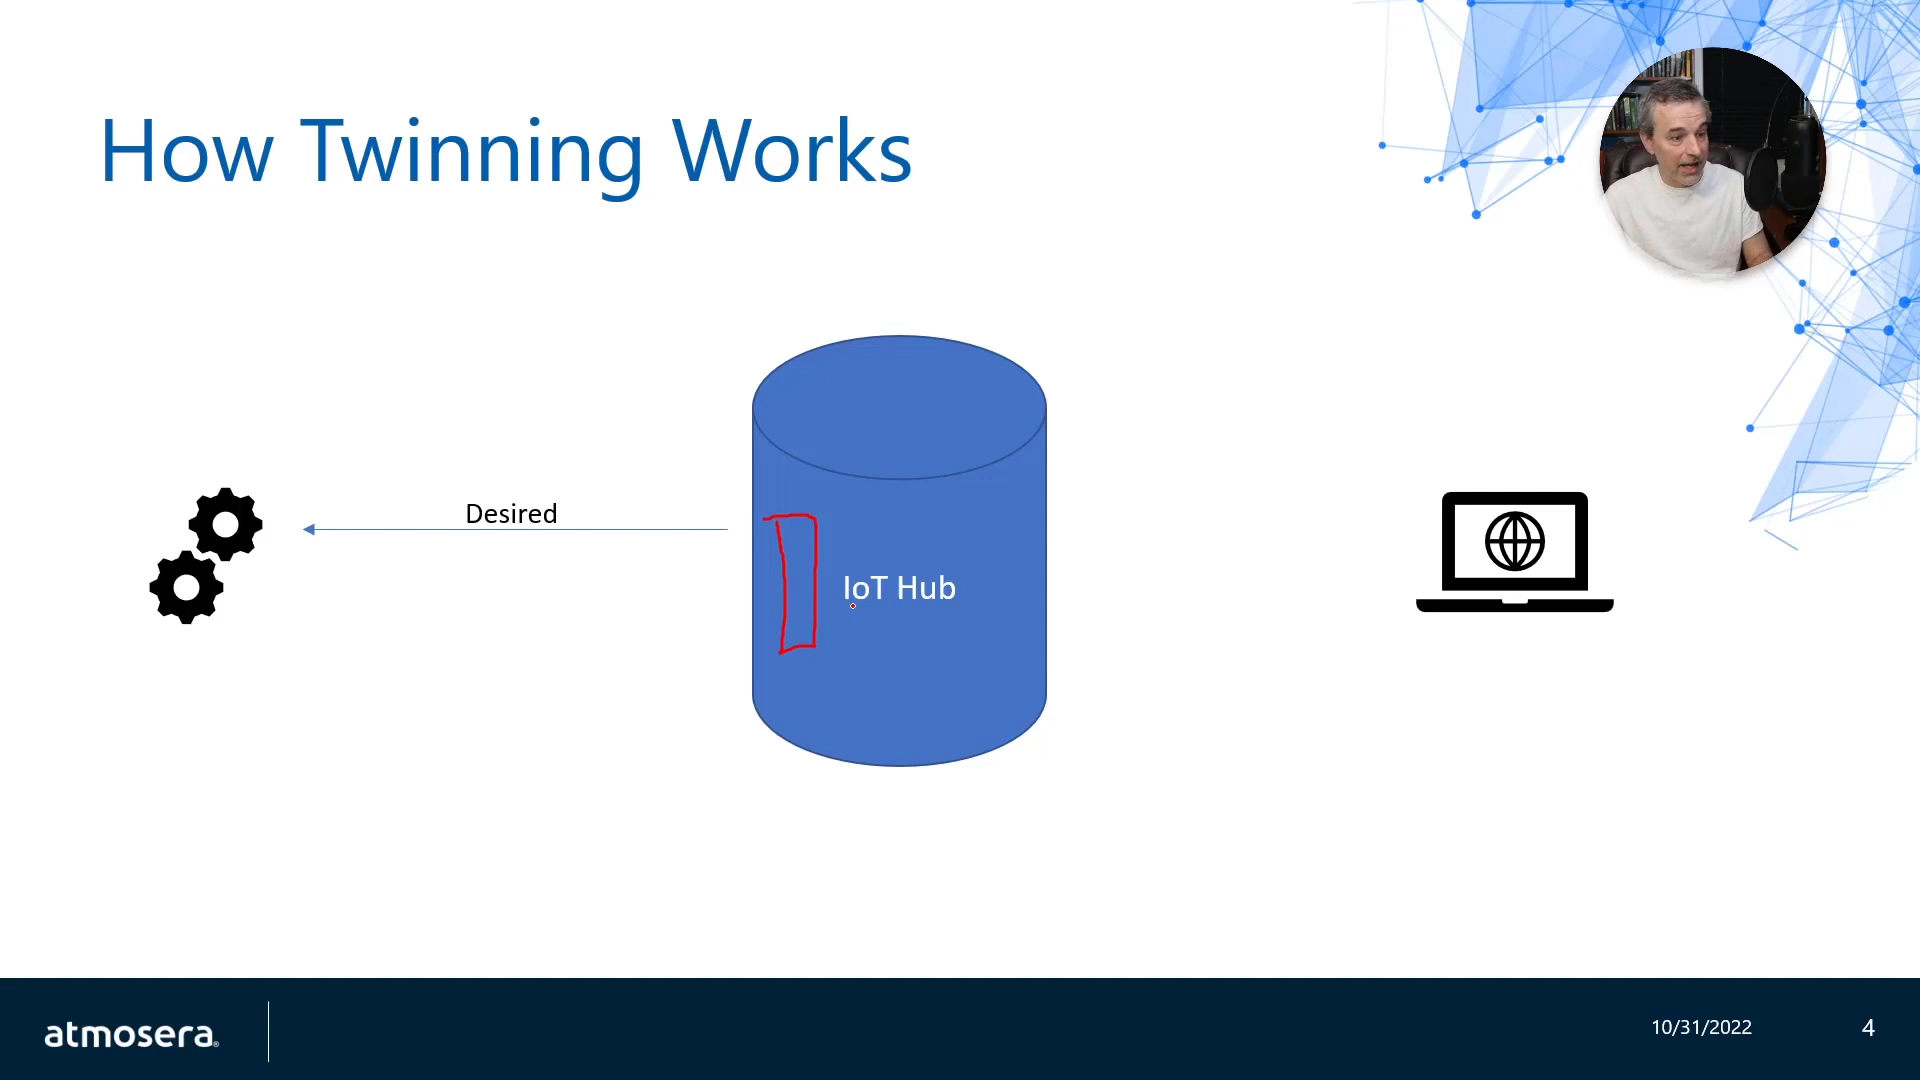 How Twinning Works
Desired
IoT Hub
atmosera®
10/31/2022
4